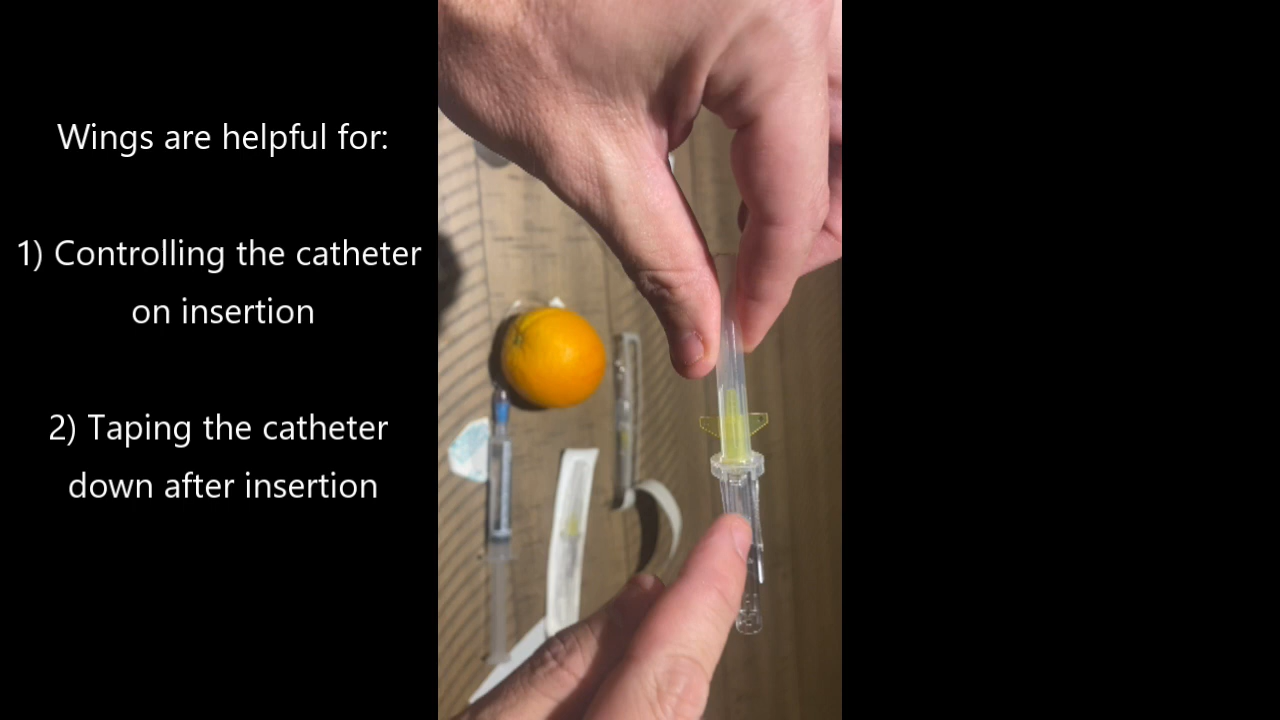 Wings are helpful for:
1) Controlling the catheter
on insertion
2) Taping the catheter
down after insertion